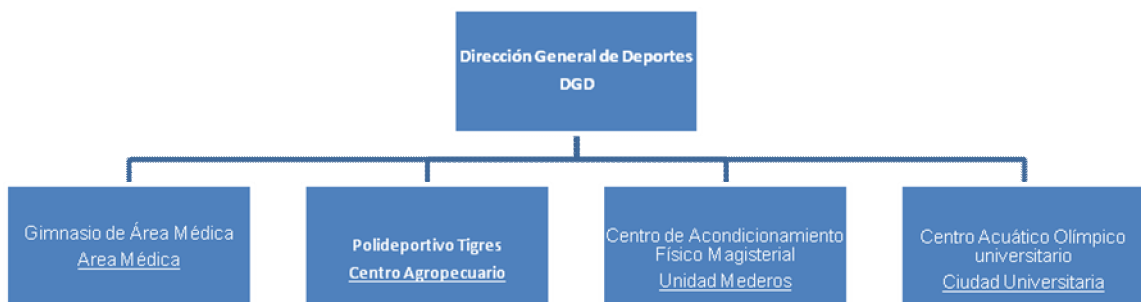 Dirección General de Deportes
DGD
Gimnasio de Área Médica
Area Médica
Polideportivo Tigres
Centro Agropecuario
Centro de Acondicionamiento
Físico Magisterial
Unidad Mederos
Centro Acuático Olímpico
universitario
Ciudad Universitaria